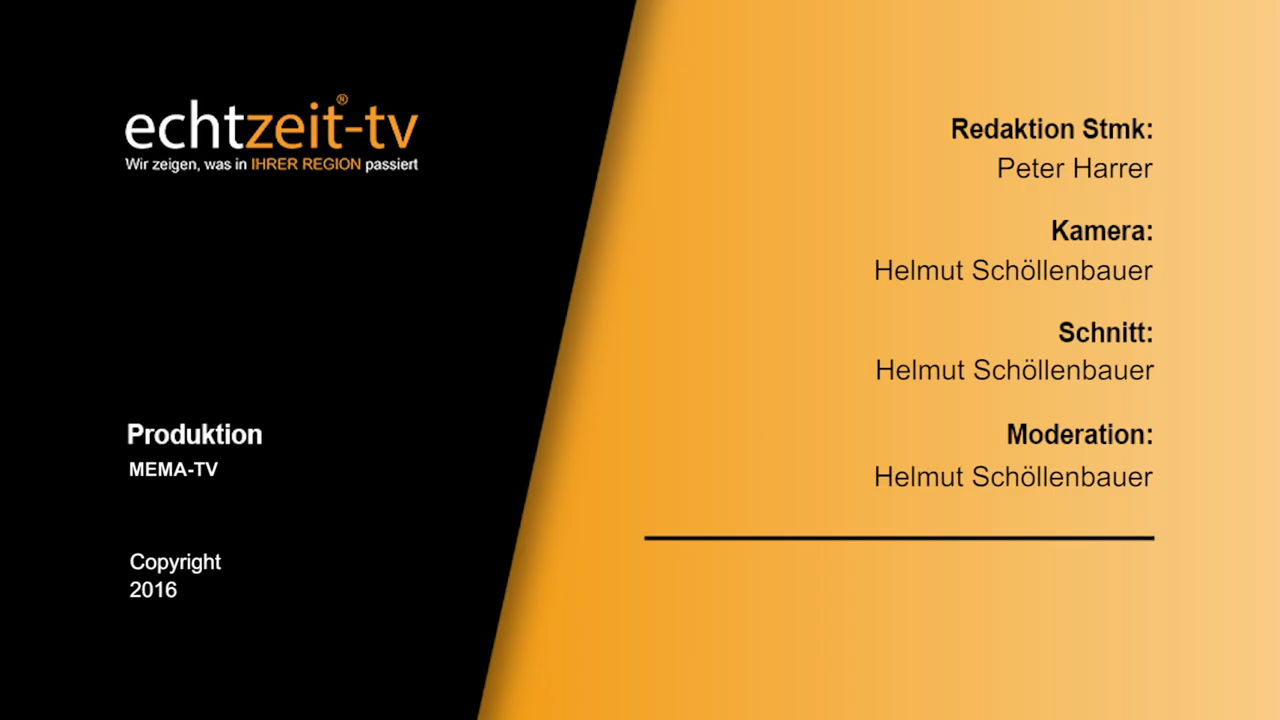 echtzeit-tv®
Wir zeigen, was in IHRER REGION passiert
Produktion
MEMA-TV
Copyright
2016
Redaktion Stmk:
Peter Harrer
Kamera:
Helmut Schöllenbauer
Schnitt:
Helmut Schöllenbauer
Moderation:
Helmut Schöllenbauer